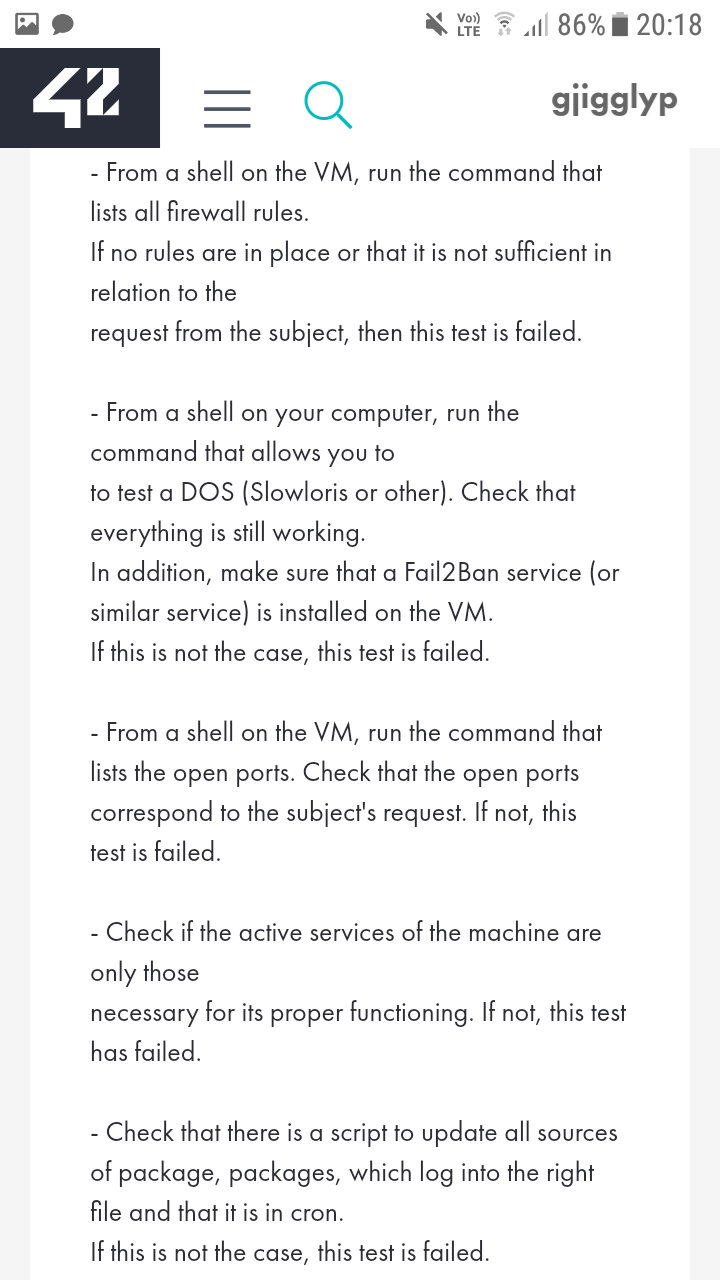 Vo))
LTE
86%
20:18
42
gjigglyp
- From a shell on the VM, run the command that
lists all firewall rules.
If no rules are in place or that it is not sufficient in
relation to the
request from the subject, then this test is failed.
- From a shell on your computer, run the
command that allows you to
to test a DOS (Slowloris or other). Check that
everything is still working.
In addition, make sure that a Fail2Ban service (or
similar service) is installed on the VM.
If this is not the case, this test is failed.
- From a shell on the VM, run the command that
lists the open ports. Check that the open ports
correspond to the subject's request. If not, this
test is failed.
- Check if the active services of the machine are
only those
necessary for its proper functioning. If not, this test
has failed.
- Check that there is a script to update all sources
of package, packages, which log into the right
file and that it is in cron.
If this is not the case, this test is failed.